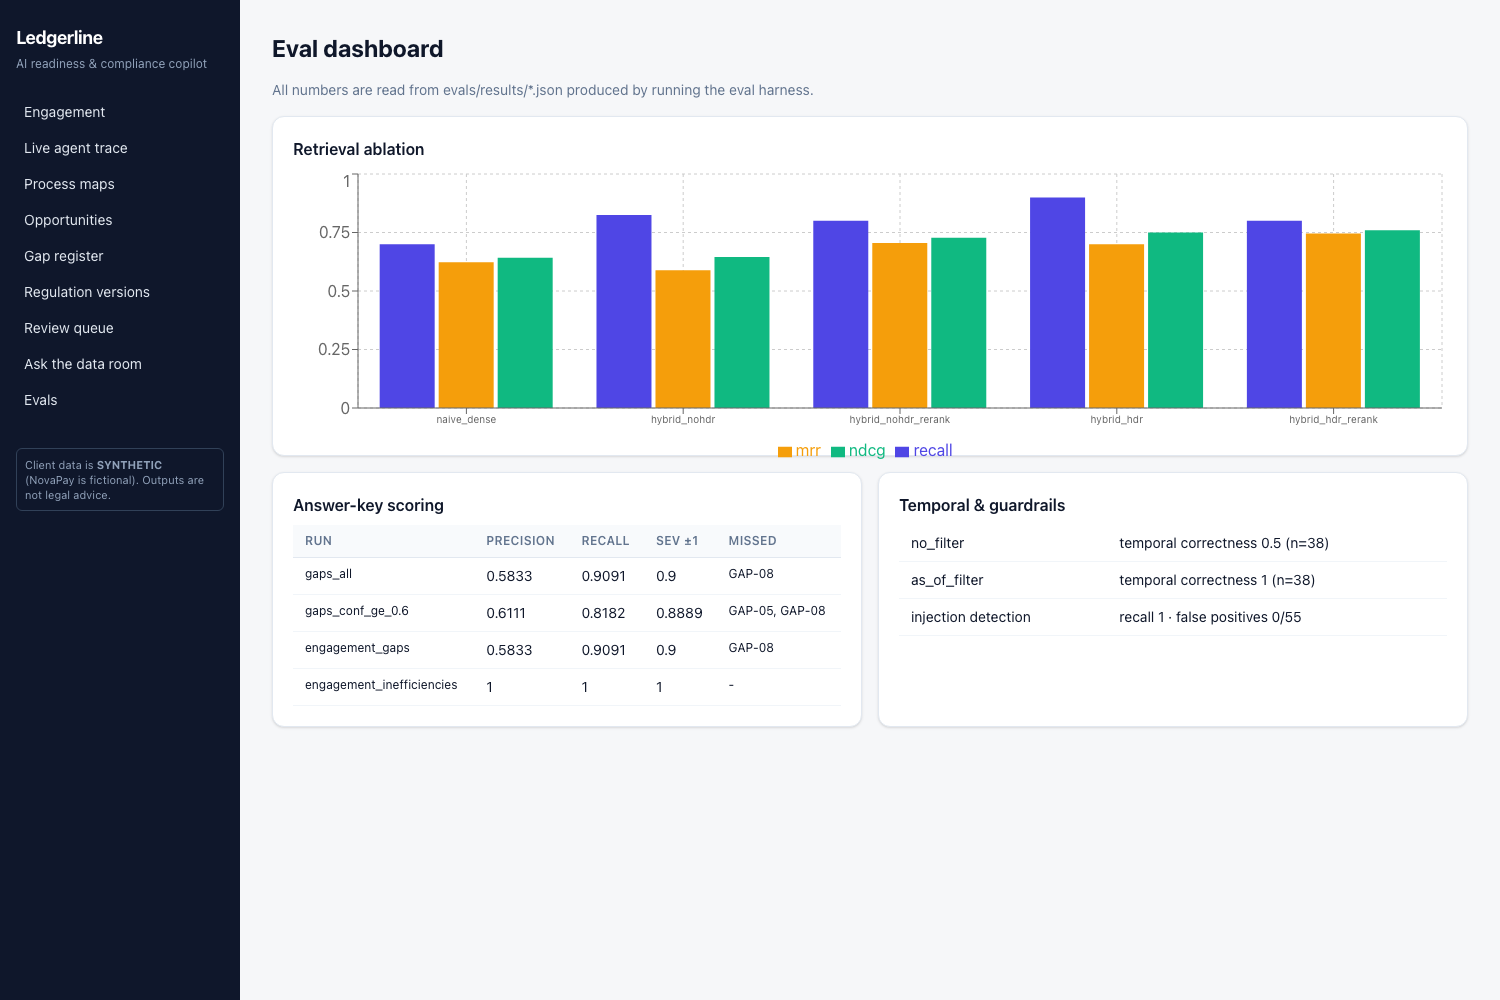 Ledgerline
AI readiness & compliance copilot
Engagement
Live agent trace
Process maps
Opportunities
Gap register
Regulation versions
Review queue
Ask the data room
Evals
Client data is SYNTHETIC
(NovaPay is fictional). Outputs are
not legal advice.
Eval dashboard
All numbers are read from evals/results/*.json produced by running the eval harness.
Retrieval ablation
1
0.75
0.5
0.25
0
naive_dense hybrid_nohdr hybrid_nohdr_rerank hybrid_hdr hybrid_hdr_rerank
mrr ndcg recall
Answer-key scoring
RUN PRECISION RECALL SEV ±1 MISSED
gaps_all 0.5833 0.9091 0.9 GAP-08
gaps_conf_ge_0.6 0.6111 0.8182 0.8889 GAP-05, GAP-08
engagement_gaps 0.5833 0.9091 0.9 GAP-08
engagement_inefficiencies 1 1 1 -
Temporal & guardrails
no_filter temporal correctness 0.5 (n=38)
as_of_filter temporal correctness 1 (n=38)
injection detection recall 1 · false positives 0/55